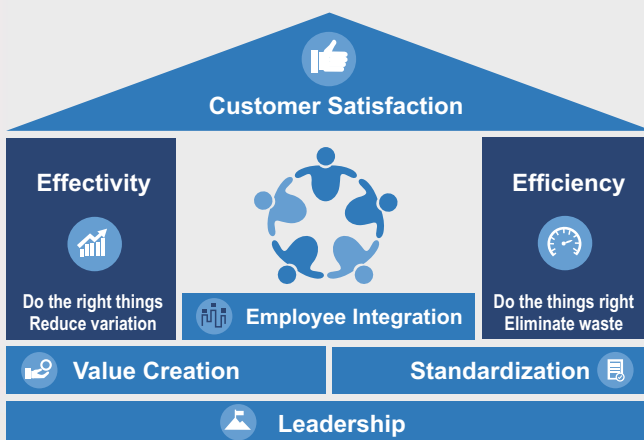 Customer Satisfaction
Effectivity
Do the right things
Reduce variation
Efficiency
Do the things right
Eliminate waste
Employee Integration
Value Creation
Standardization
Leadership